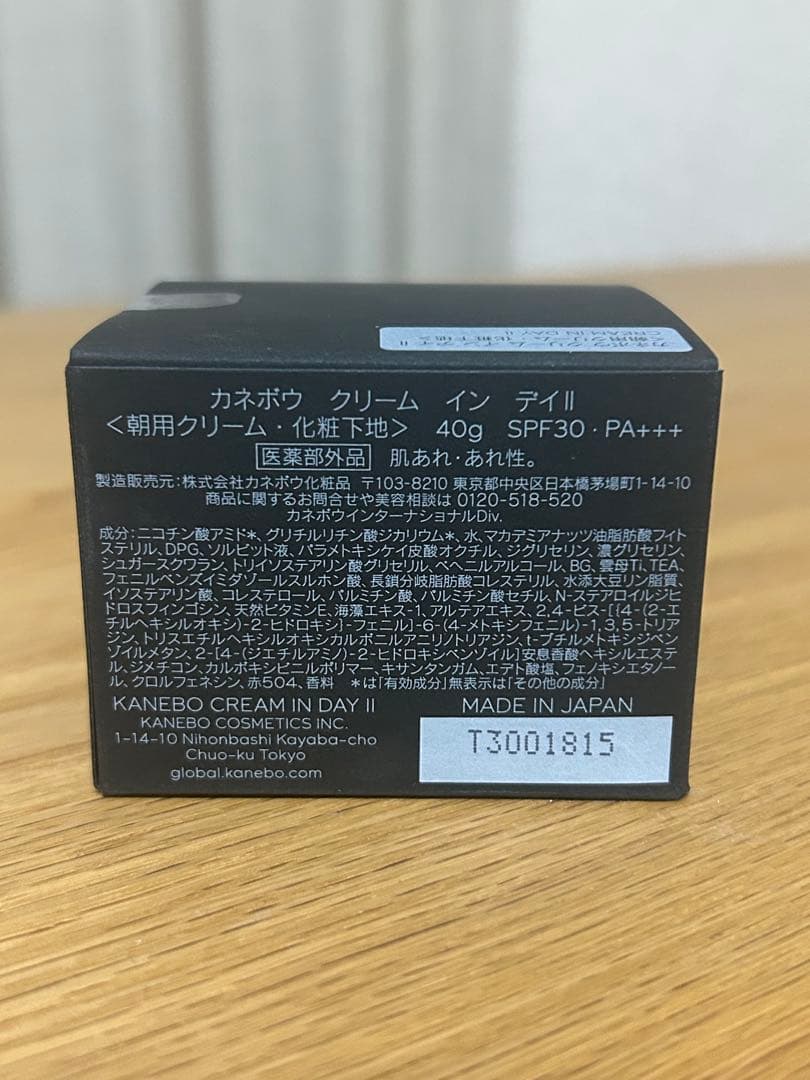 カネボウ クリーム イン デイⅡ
<朝用クリーム・化粧下地>
CREAM IN DAY Ⅱ
カネボウ クリーム イン デイⅡ
<朝用クリーム・化粧下地> 40g SPF30・PA+++
医薬部外品 肌あれ・あれ性。
製造販売元:株式会社カネボウ化粧品 〒103-8210 東京都中央区日本橋茅場町1-14-10
商品に関するお問合せや美容相談は 0120-518-520
カネボウインターナショナルDiv.
成分:ニコチン酸アミド*、グリチルリチン酸ジカリウム*、水、マカデミアナッツ油脂肪酸フィト
ステリル、DPG、ソルビット液、パラメトキシケイ皮酸オクチル、ジグリセリン、濃グリセリン、
シュガースクワラン、トリイソステアリン酸グリセリル、ベヘニルアルコール、BG、雲母Ti、TEA、
フェニルベンズイミダゾールスルホン酸、長鎖分岐脂肪酸コレステリル、水添大豆リン脂質、
イソステアリン酸、コレステロール、パルミチン酸、パルミチン酸セチル、N-ステアロイルジヒ
ドロスフィンゴシン、天然ビタミンE、海藻エキス-1、アルテアエキス、2,4-ビス-[{4-(2-エ
チルヘキシルオキシ)-2-ヒドロキシ}-フェニル]-6-(4-メトキシフェニル)-1,3,5-トリア
ジン、トリスエチルヘキシルオキシカルボニルアニリノトリアジン、t-ブチルメトキシジベン
ゾイルメタン、2-[4-(ジエチルアミノ)-2-ヒドロキシベンゾイル]安息香酸ヘキシルエステ
ル、ジメチコン、カルボキシビニルポリマー、キサンタンガム、エデト酸塩、フェノキシエタノー
ル、クロルフェネシン、赤504、香料 *は「有効成分」無表示は「その他の成分」
KANEBO CREAM IN DAY Ⅱ
KANEBO COSMETICS INC.
1-14-10 Nihonbashi Kayaba-cho
Chuo-ku Tokyo
global.kanebo.com
MADE IN JAPAN
T3001815